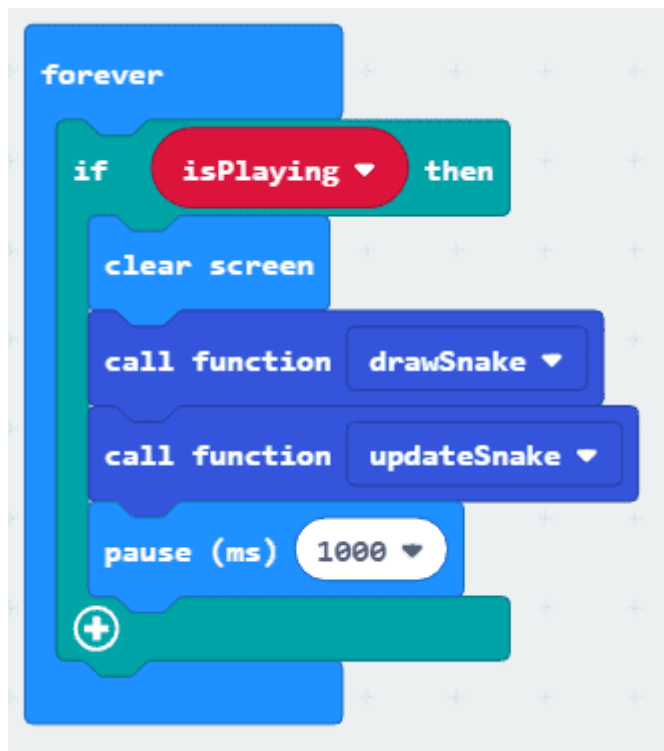 forever
if isPlaying then
clear screen
call function drawSnake
call function updateSnake
pause (ms) 1000